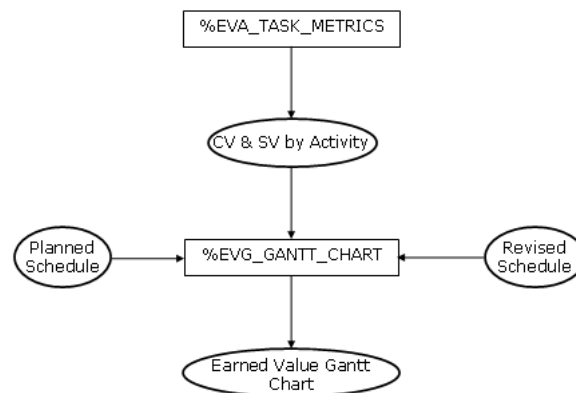 %EVA_TASK_METRICS
CV & SV by Activity
Planned
Schedule
%EVG_GANTT_CHART
Revised
Schedule
Earned Value Gantt
Chart